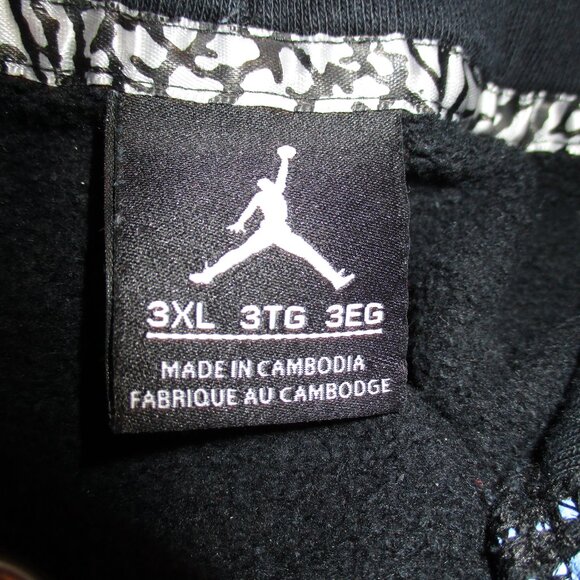 3XL 3TG 3EG
MADE IN CAMBODIA
FABRIQUE AU CAMBODGE